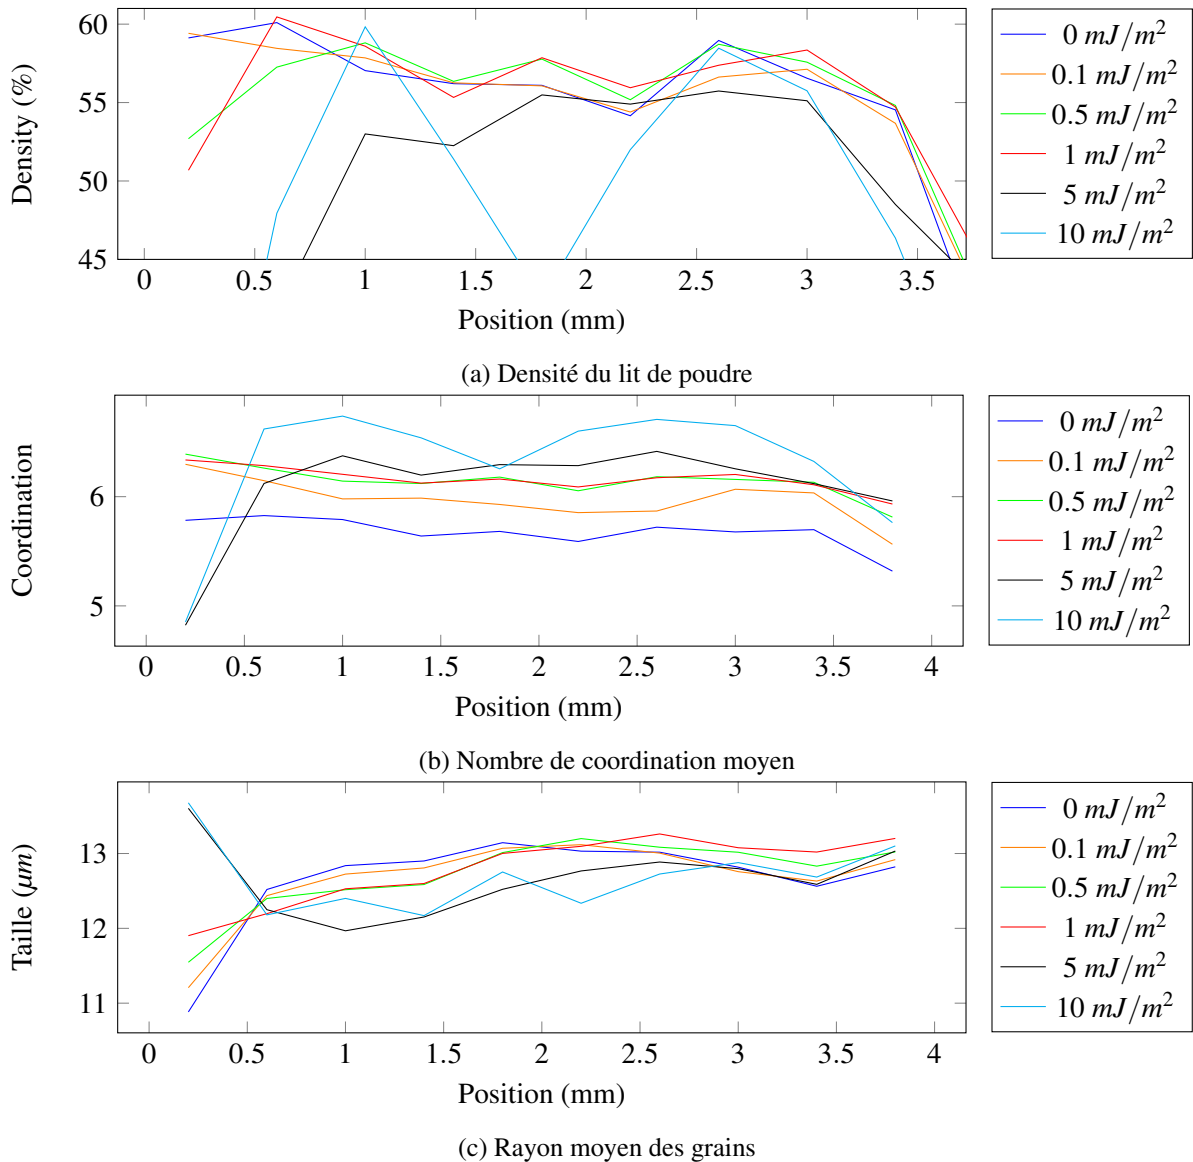 60
55
50
45
Density (%)
0 0.5 1 1.5 2 2.5 3 3.5
Position (mm)
0 mJ/m²
0.1 mJ/m²
0.5 mJ/m²
1 mJ/m²
5 mJ/m²
10 mJ/m²
(a) Densité du lit de poudre
6
5
Coordination
0 0.5 1 1.5 2 2.5 3 3.5 4
Position (mm)
0 mJ/m²
0.1 mJ/m²
0.5 mJ/m²
1 mJ/m²
5 mJ/m²
10 mJ/m²
(b) Nombre de coordination moyen
13
12
11
Taille (μm)
0 0.5 1 1.5 2 2.5 3 3.5 4
Position (mm)
0 mJ/m²
0.1 mJ/m²
0.5 mJ/m²
1 mJ/m²
5 mJ/m²
10 mJ/m²
(c) Rayon moyen des grains